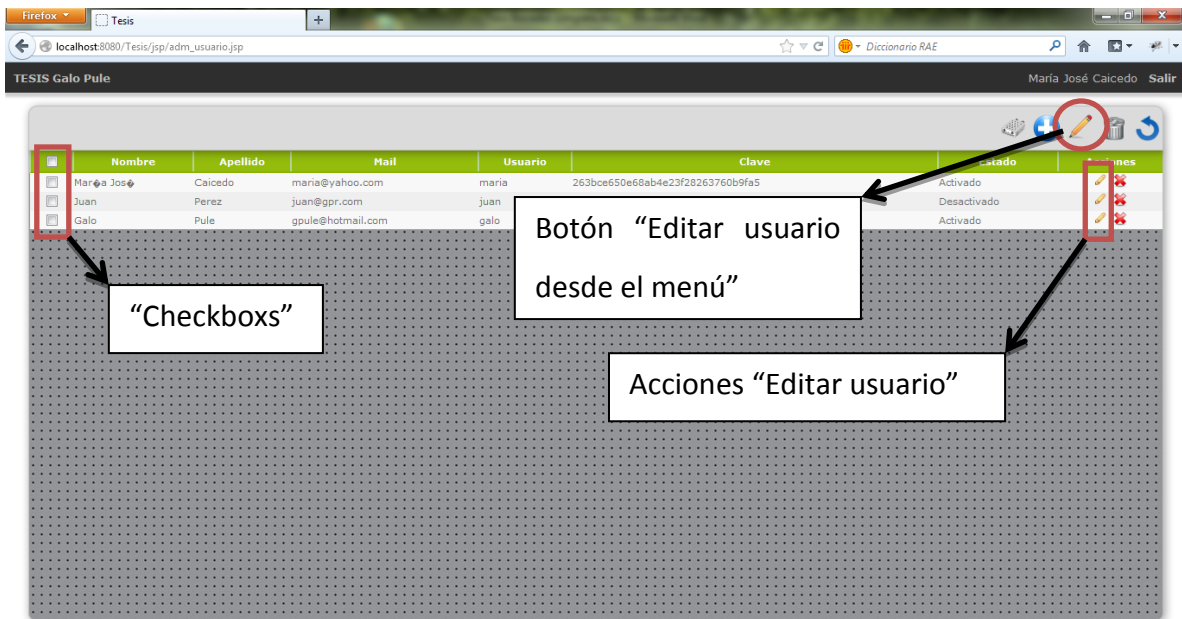 Firefox
Tesis
localhost:8080/Tesis/jsp/adm_usuario.jsp
Diccionario RAE
TESIS Galo Pule
María José Caicedo Salir
Nombre Apellido Mail Usuario Clave Estado Acciones
Mar�a Jos� Caicedo maria@yahoo.com maria 263bce650e68ab4e23f28263760b9fa5 Activado
Juan Perez juan@gpr.com juan Desactivado
Galo Pule gpule@hotmail.com galo Activado
Botón “Editar usuario
desde el menú”
“Checkboxs”
Acciones “Editar usuario”